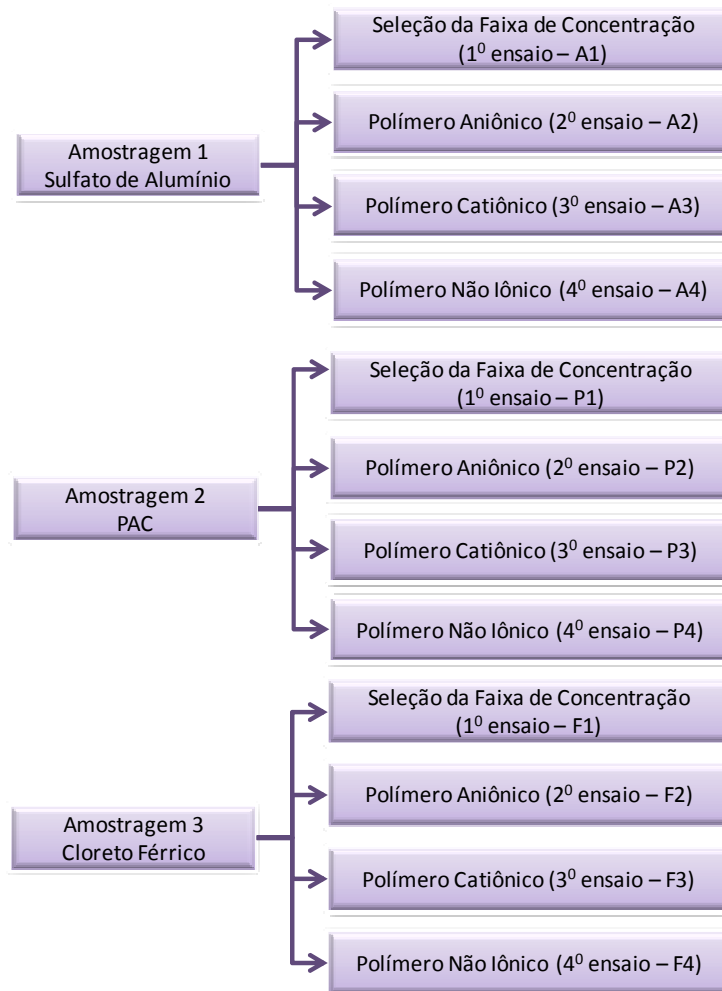 Seleção da Faixa de Concentração
(1⁰ ensaio – A1)
Polímero Aniônico (2⁰ ensaio – A2)
Amostragem 1
Sulfato de Alumínio
Polímero Catiônico (3⁰ ensaio – A3)
Polímero Não Iônico (4⁰ ensaio – A4)
Seleção da Faixa de Concentração
(1⁰ ensaio – P1)
Polímero Aniônico (2⁰ ensaio – P2)
Amostragem 2
PAC
Polímero Catiônico (3⁰ ensaio – P3)
Polímero Não Iônico (4⁰ ensaio – P4)
Seleção da Faixa de Concentração
(1⁰ ensaio – F1)
Polímero Aniônico (2⁰ ensaio – F2)
Amostragem 3
Cloreto Férrico
Polímero Catiônico (3⁰ ensaio – F3)
Polímero Não Iônico (4⁰ ensaio – F4)